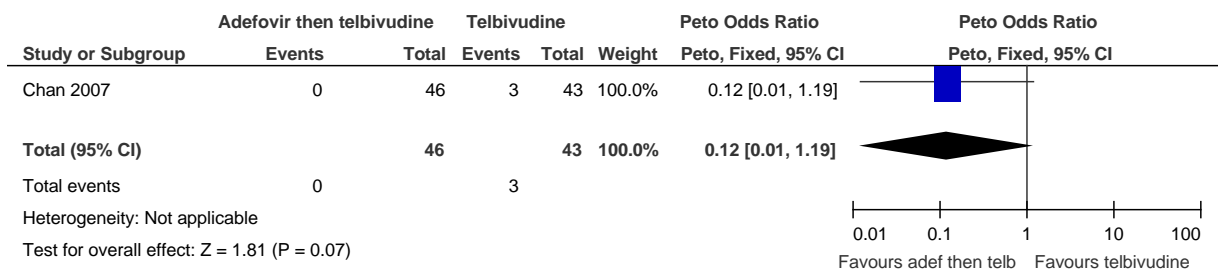 Adefovir then telbivudine Telbivudine Peto Odds Ratio Peto Odds Ratio
Study or Subgroup Events Total Events Total Weight Peto, Fixed, 95% CI Peto, Fixed, 95% CI
Chan 2007 0 46 3 43 100.0% 0.12 [0.01, 1.19]
Total (95% CI) 46 43 100.0% 0.12 [0.01, 1.19]
Total events 0 3
Heterogeneity: Not applicable
Test for overall effect: Z = 1.81 (P = 0.07)
0.01 0.1 1 10 100
Favours adef then telb Favours telbivudine